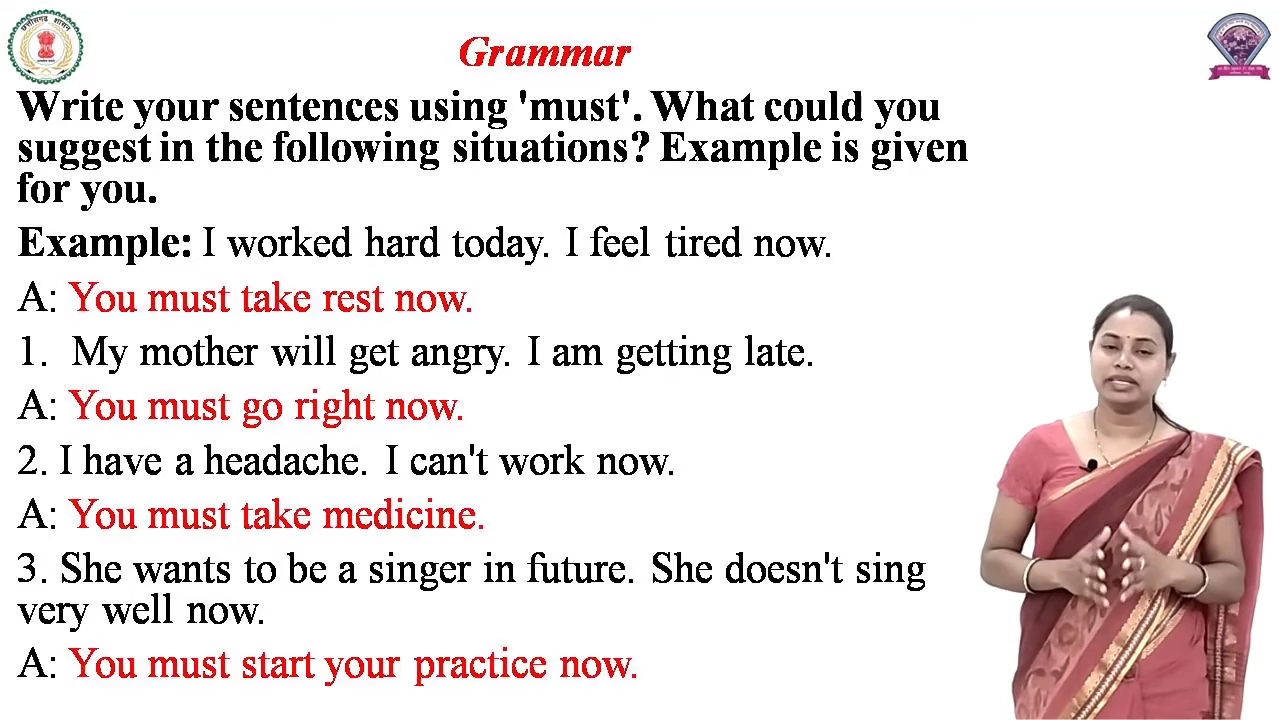 छत्तीसगढ़ शासन
Grammar
Write your sentences using 'must'. What could you
suggest in the following situations? Example is given
for you.
Example: I worked hard today. I feel tired now.
A: You must take rest now.
1. My mother will get angry. I am getting late.
A: You must go right now.
2. I have a headache. I can't work now.
A: You must take medicine.
3. She wants to be a singer in future. She doesn't sing
very well now.
A: You must start your practice now.